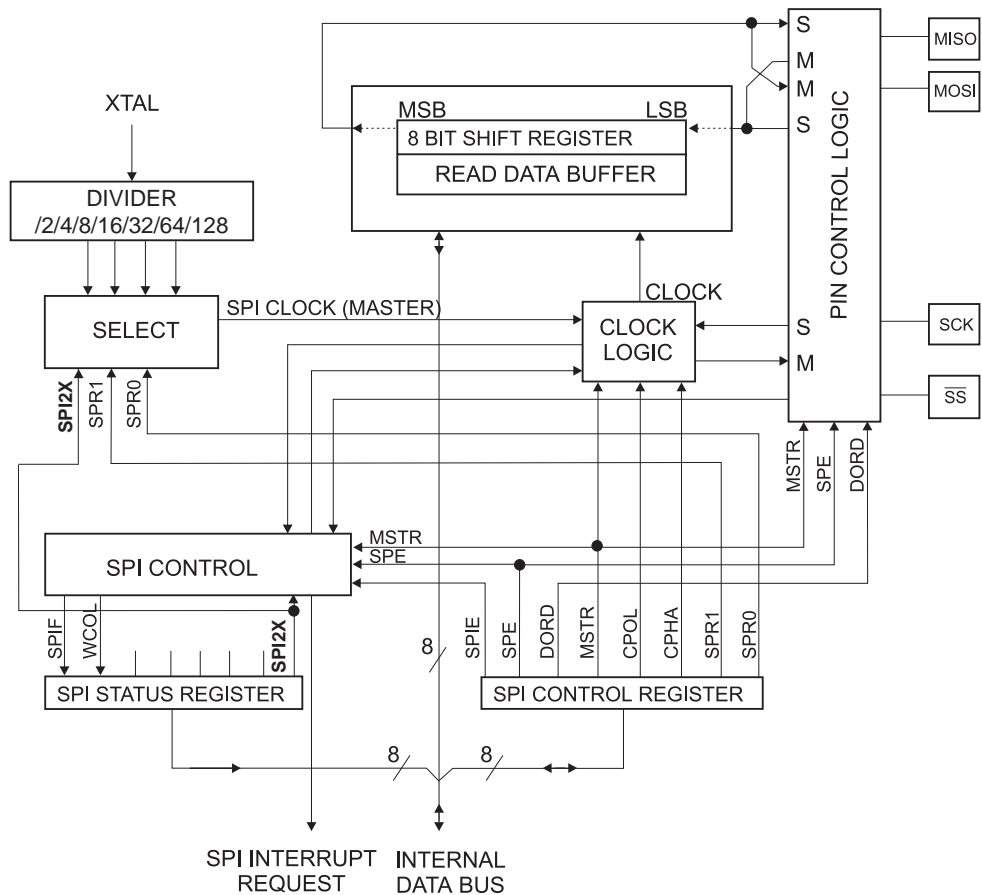 S
MISO
M
XTAL
MSB
LSB
M
MOSI
8 BIT SHIFT REGISTER
S
READ DATA BUFFER
DIVIDER
/2/4/8/16/32/64/128
PIN CONTROL LOGIC
SPI CLOCK (MASTER)
CLOCK
SELECT
CLOCK
LOGIC
S
SCK
M
SPI2X
SPR1
SPR0
SS
MSTR
SPE
DORD
MSTR
SPE
SPI CONTROL
SPIF
WCOL
SPI2X
8
SPIE
SPE
DORD
MSTR
CPOL
CPHA
SPR1
SPR0
SPI STATUS REGISTER
SPI CONTROL REGISTER
8
8
SPI INTERRUPT
REQUEST
INTERNAL
DATA BUS